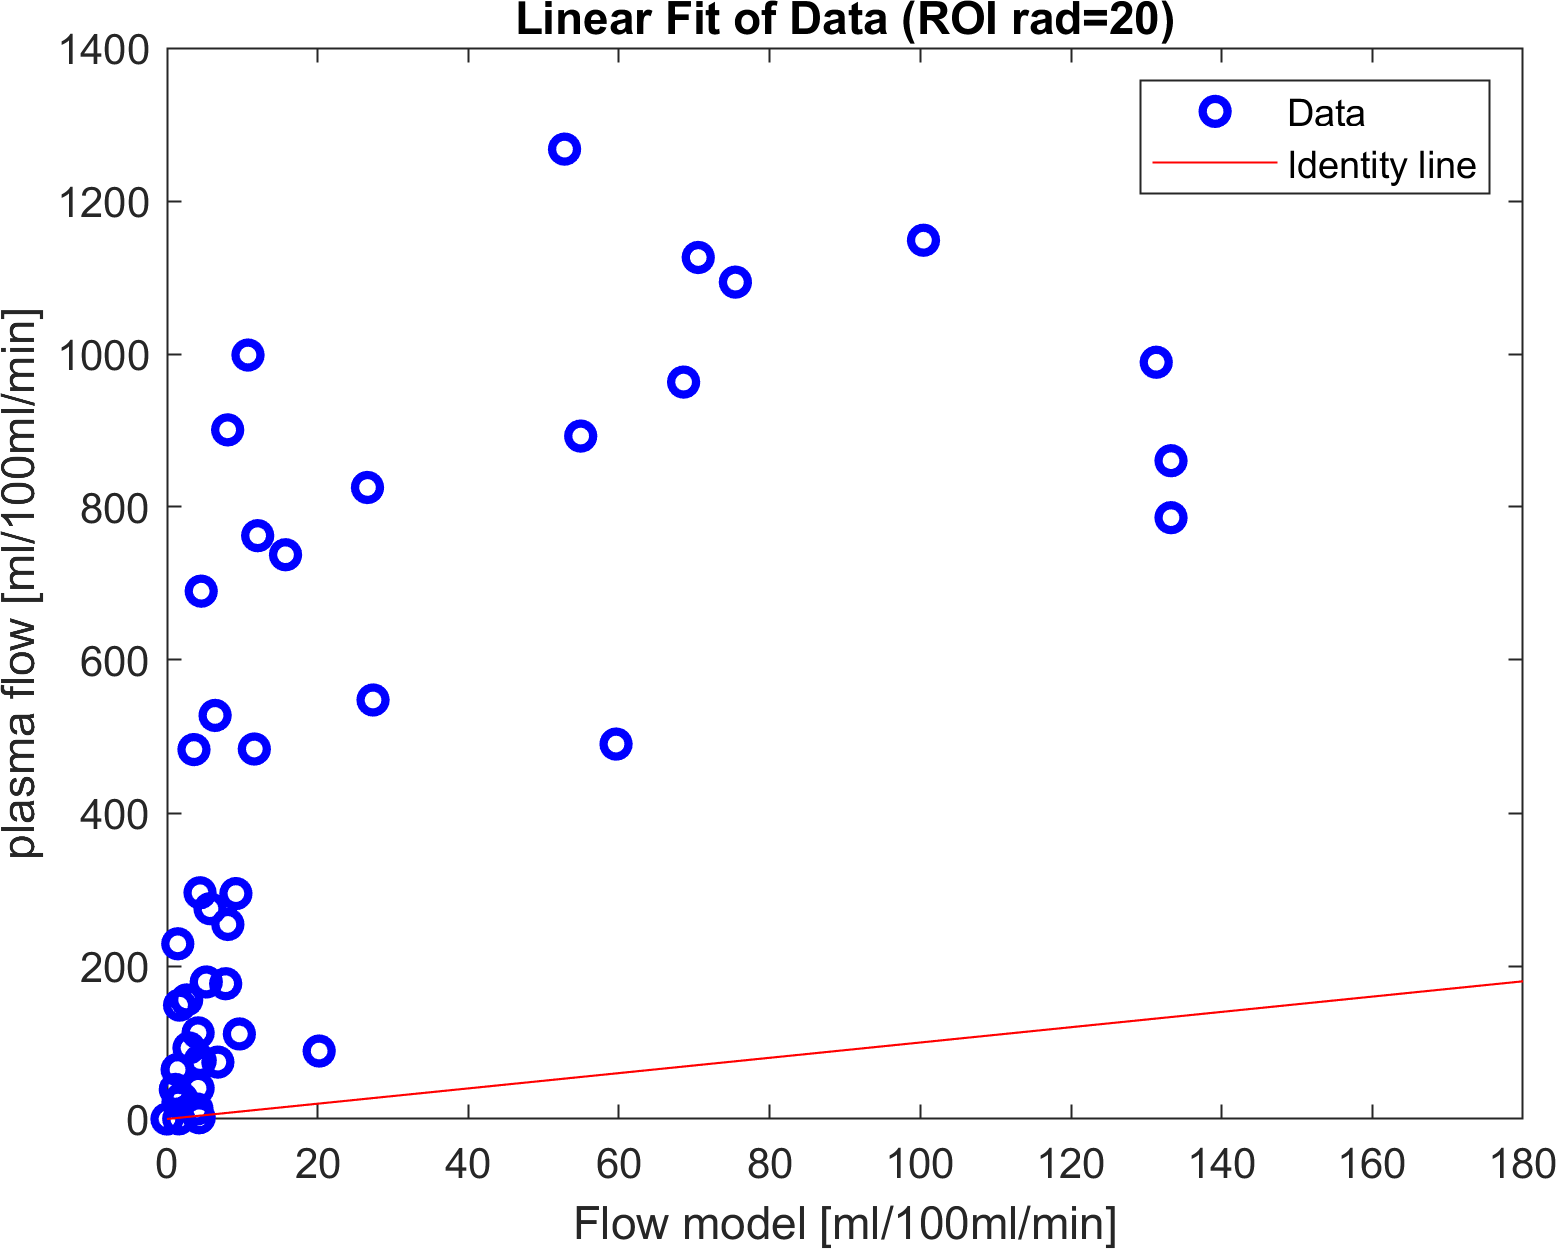 Linear Fit of Data (ROI rad=20)
1400
1200
1000
800
600
400
200
0
plasma flow [ml/100ml/min]
Data
Identity line
0 20 40 60 80 100 120 140 160 180
Flow model [ml/100ml/min]